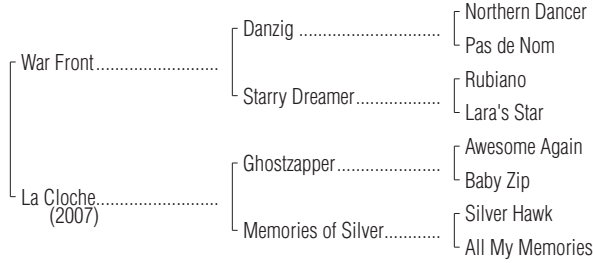 Northern Dancer
Danzig ..............................
Pas de Nom
War Front..........................
Rubiano
Starry Dreamer..................
Lara's Star
Awesome Again
Ghostzapper......................
Baby Zip
La Cloche..........................
(2007)
Silver Hawk
Memories of Silver............
All My Memories